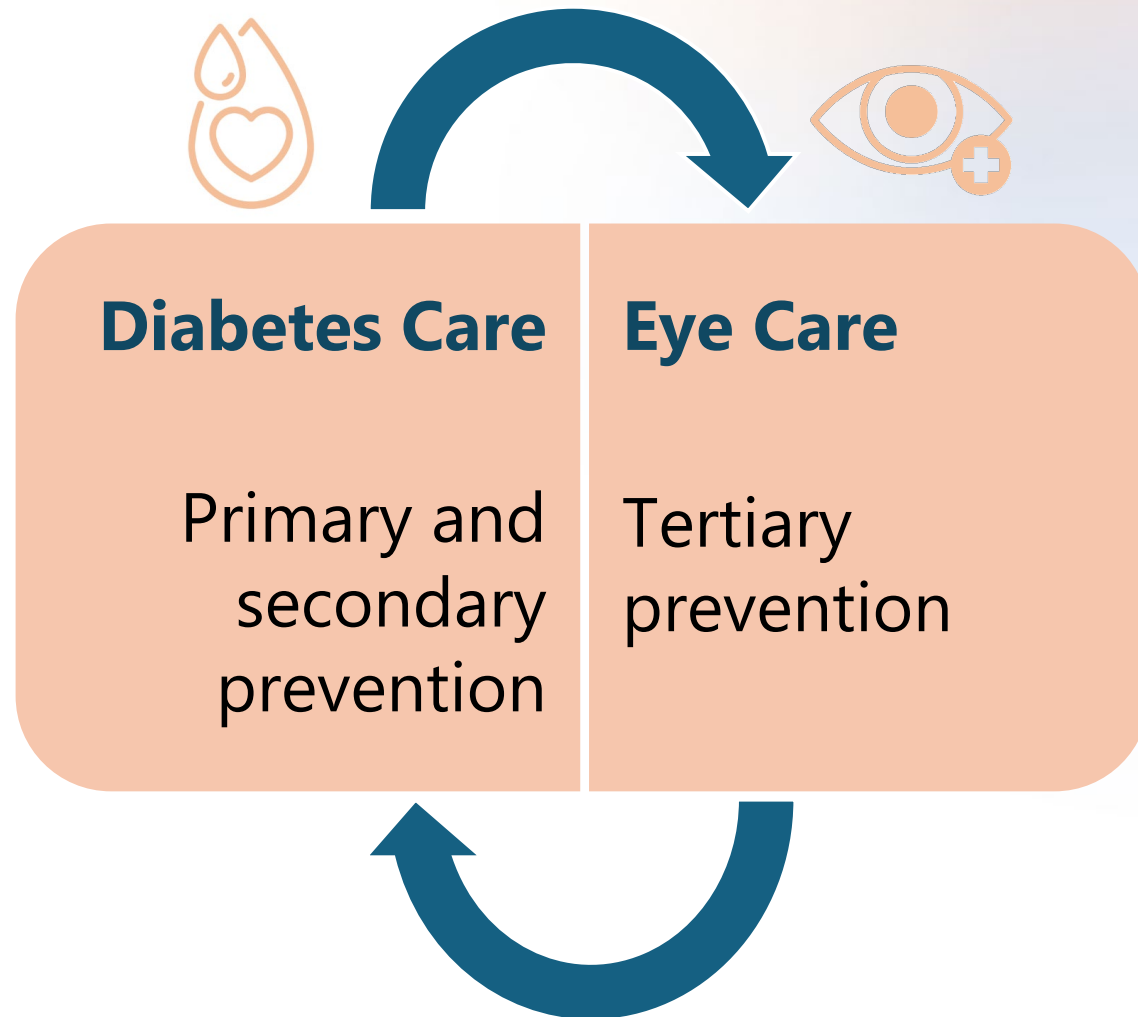 Diabetes Care
Primary and
secondary
prevention
Eye Care
Tertiary
prevention